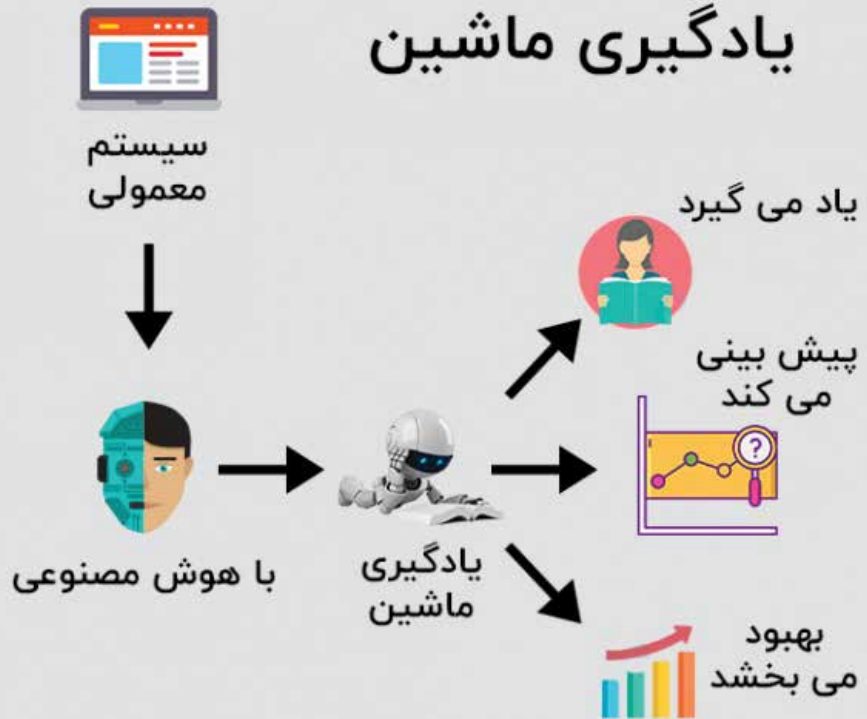 یادگیری ماشین
سیستم
معمولی
یاد می گیرد
پیش بینی
می کند
?
با هوش مصنوعی
یادگیری
ماشین
بهبود
می بخشد